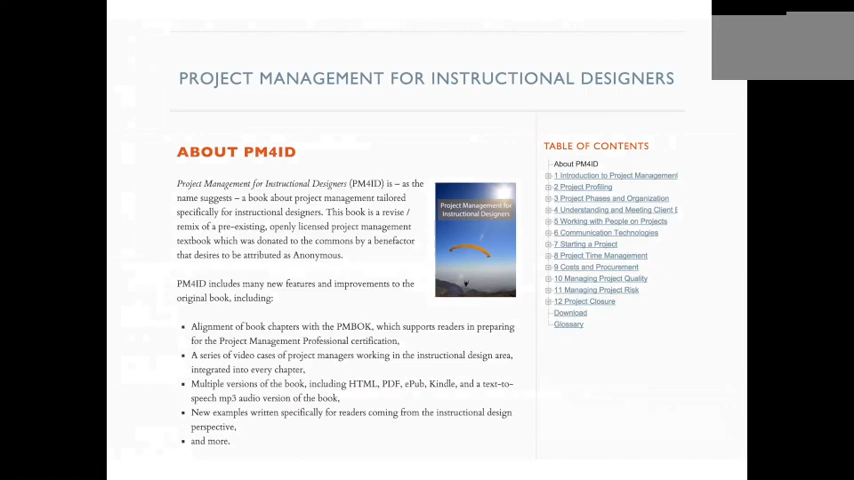 PROJECT MANAGEMENT FOR INSTRUCTIONAL DESIGNERS
ABOUT PM4ID
Project Management for Instructional Designers (PM4ID) is – as the
name suggests – a book about project management tailored
specifically for instructional designers. This book is a revise /
remix of a pre-existing, openly licensed project management
textbook which was donated to the commons by a benefactor
that desires to be attributed as Anonymous.
PM4ID includes many new features and improvements to the
original book, including:
Alignment of book chapters with the PMBOK, which supports readers in preparing
for the Project Management Professional certification,
A series of video cases of project managers working in the instructional design area,
integrated into every chapter,
Multiple versions of the book, including HTML, PDF, ePub, Kindle, and a text-to-
speech mp3 audio version of the book,
New examples written specifically for readers coming from the instructional design
perspective,
and more.
Project Management for
Instructional Designers
TABLE OF CONTENTS
About PM4ID
1 Introduction to Project Management
2 Project Profiling
3 Project Phases and Organization
4 Understanding and Meeting Client E
5 Working with People on Projects
6 Communication Technologies
7 Starting a Project
8 Project Time Management
9 Costs and Procurement
10 Managing Project Quality
11 Managing Project Risk
12 Project Closure
Download
Glossary